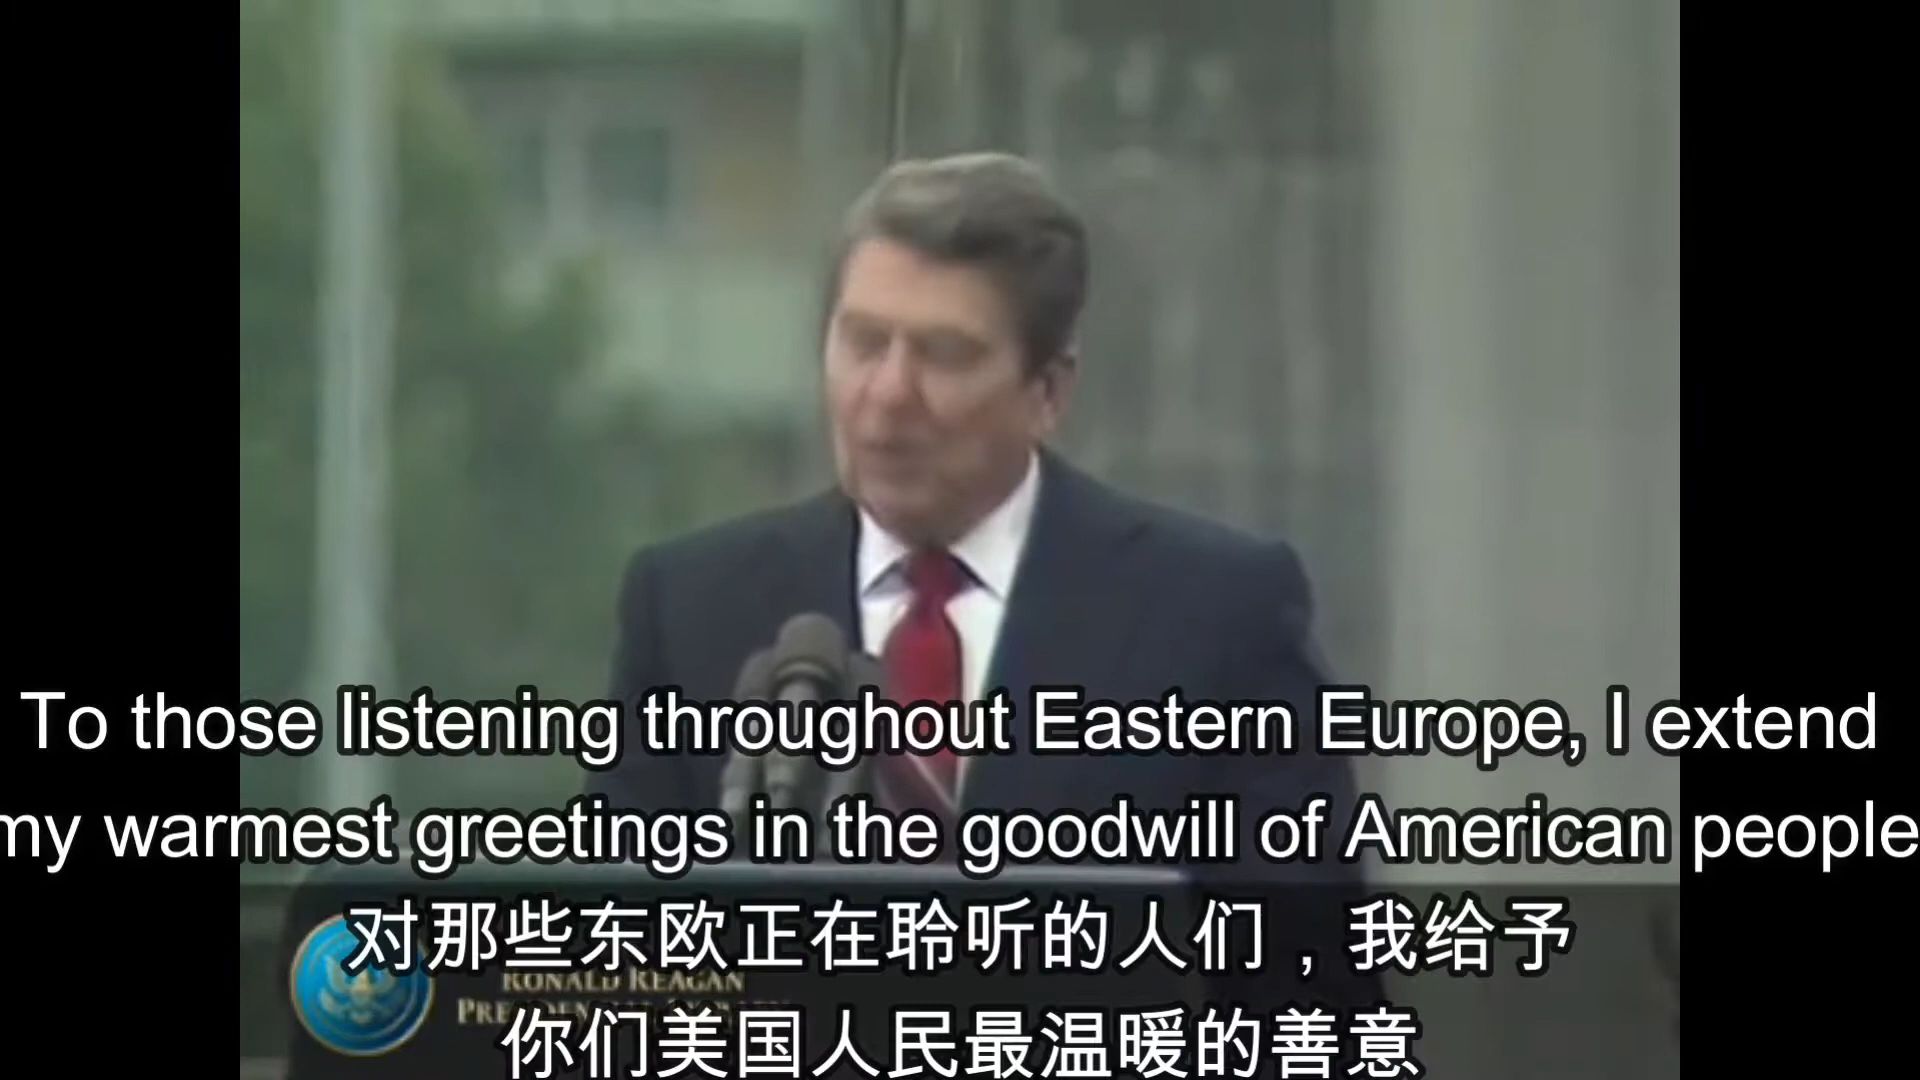 To those listening throughout Eastern Europe, I extend
my warmest greetings in the goodwill of American people
对那些东欧正在聆听的人们，我给予
RONALD REAGAN
你们美国人民最温暖的善意